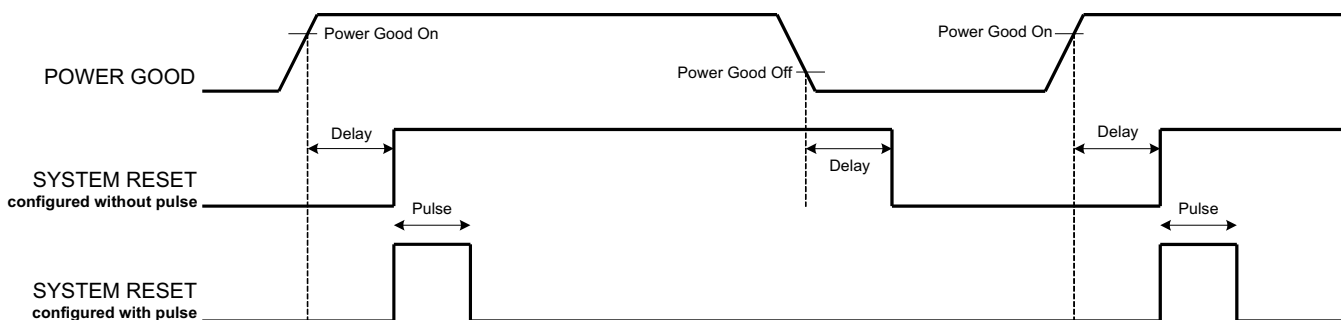 Power Good On
Power Good On
POWER GOOD
Power Good Off
Delay
Delay
Delay
SYSTEM RESET
configured without pulse
Pulse
Pulse
SYSTEM RESET
configured with pulse